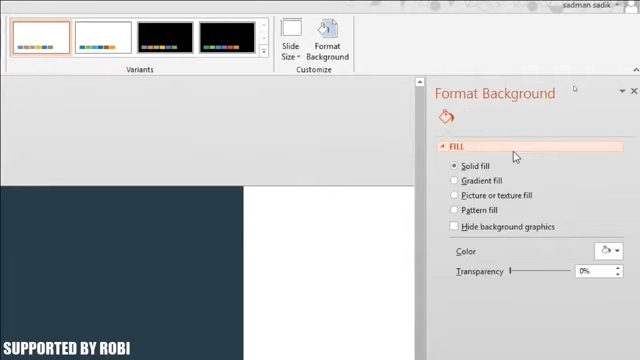 sadman sadik
Slide
Size
Format
Background
Variants
Customize
Format Background
FILL
Solid fill
Gradient fill
Picture or texture fill
Pattern fill
Hide background graphics
Color
Transparency
0%
SUPPORTED BY ROBI